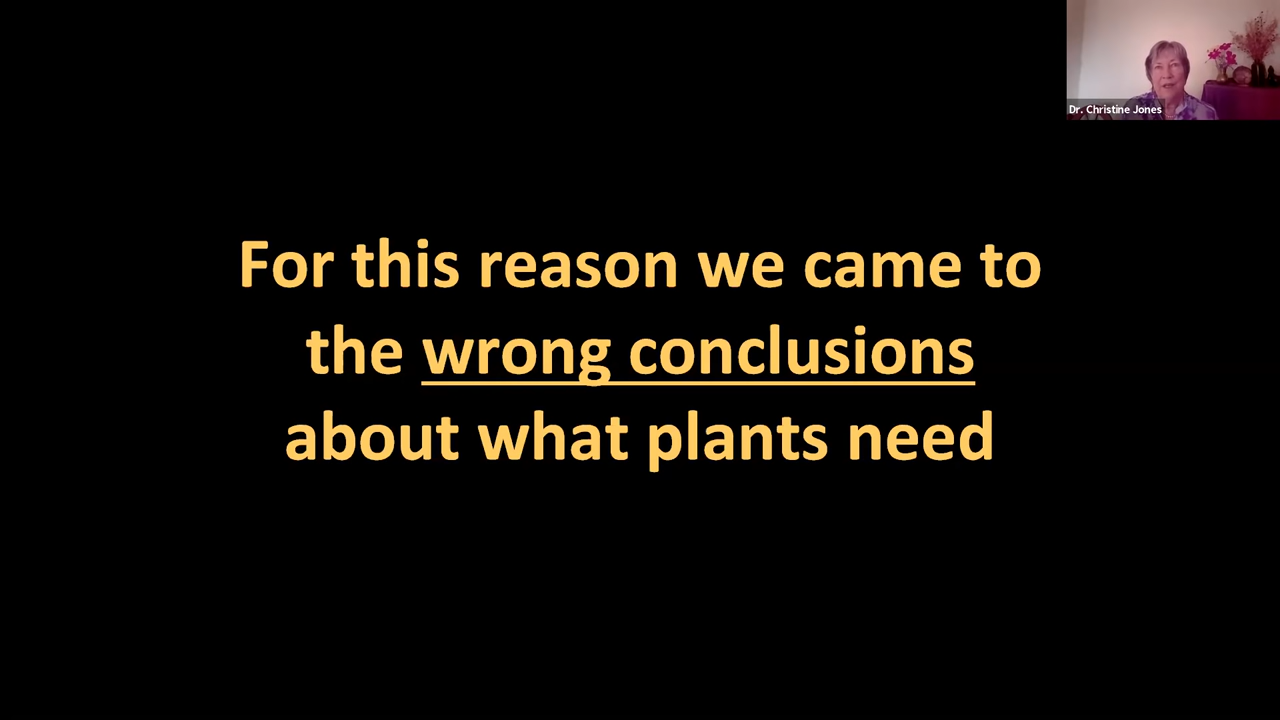 Dr. Christine Jones
For this reason we came to
the wrong conclusions
about what plants need